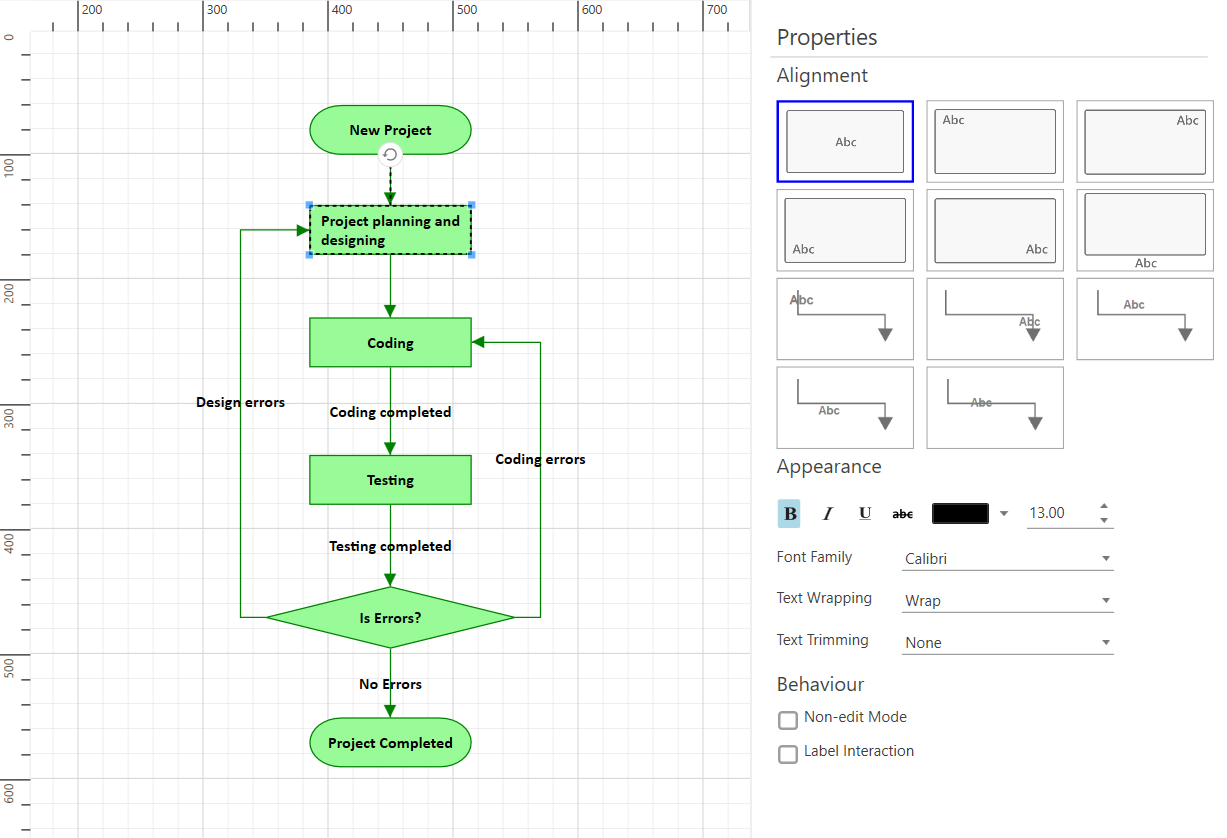 200 300 400 500 600 700
0
100
200
300
400
500
600
New Project
Project planning and
designing
Coding
Design errors
Coding completed
Coding errors
Testing
Testing completed
Is Errors?
No Errors
Project Completed
Properties
Alignment
Abc Abc Abc
Abc Abc Abc
Abc Abc Abc
Abc Abc
Appearance
B I U abc 13.00
Font Family Calibri
Text Wrapping Wrap
Text Trimming None
Behaviour
Non-edit Mode
Label Interaction